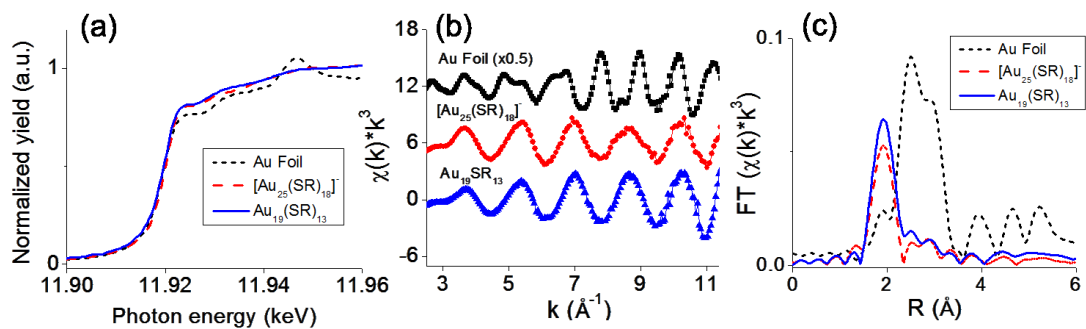 (a)
Normalized yield (a.u.)
1
0
Au Foil
[Au₂₅(SR)₁₈]⁻
Au₁₉(SR)₁₃
11.90 11.92 11.94 11.96
Photon energy (keV)
(b)
χ(k)*k³
18
12
6
0
−6
Au Foil (x0.5)
[Au₂₅(SR)₁₈]⁻
Au₁₉SR₁₃
3 5 7 9 11
k (Å⁻¹)
(c)
FT (χ(k)*k³)
0.1
0.0
Au Foil
[Au₂₅(SR)₁₈]⁻
Au₁₉(SR)₁₃
0 2 4 6
R (Å)